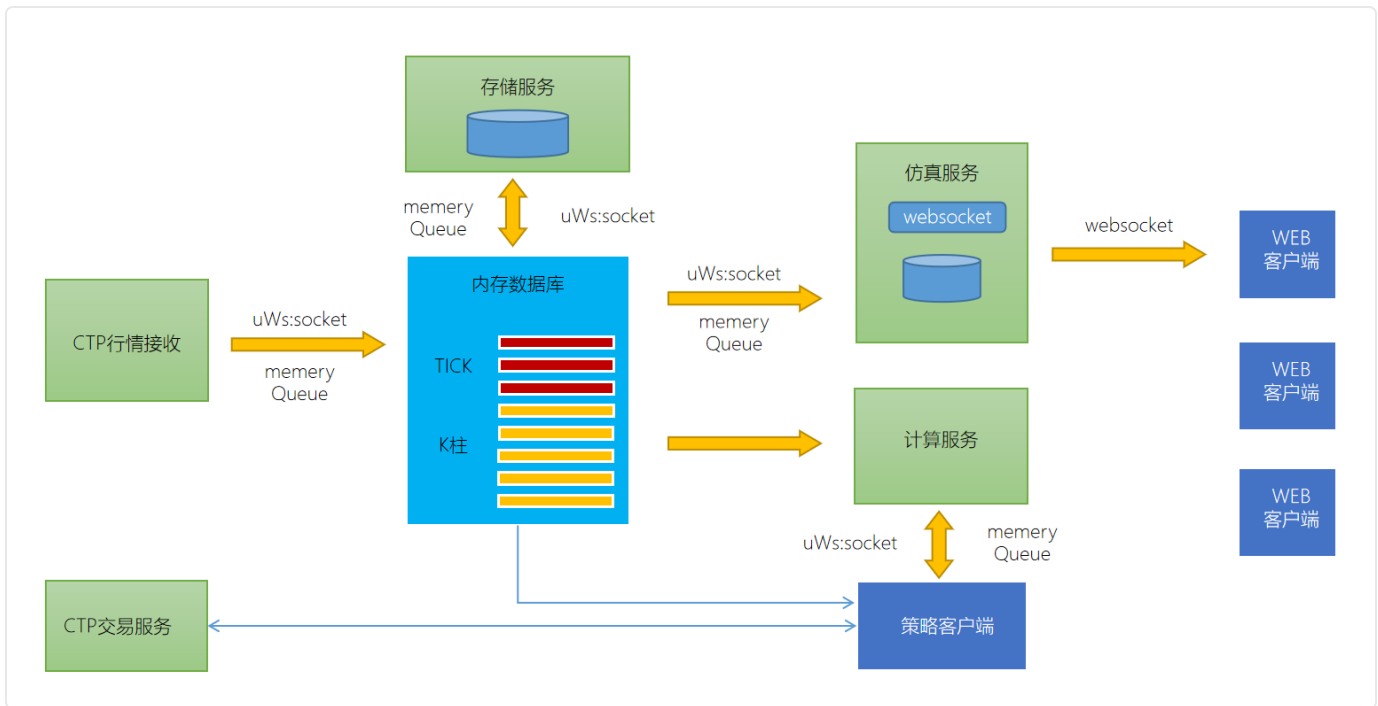 存储服务
memery
Queue
uWs:socket
仿真服务
websocket
websocket
WEB
客户端
内存数据库
uWs:socket
memery
Queue
CTP行情接收
uWs:socket
memery
Queue
TICK
K柱
WEB
客户端
计算服务
WEB
客户端
uWs:socket
memery
Queue
CTP交易服务
策略客户端